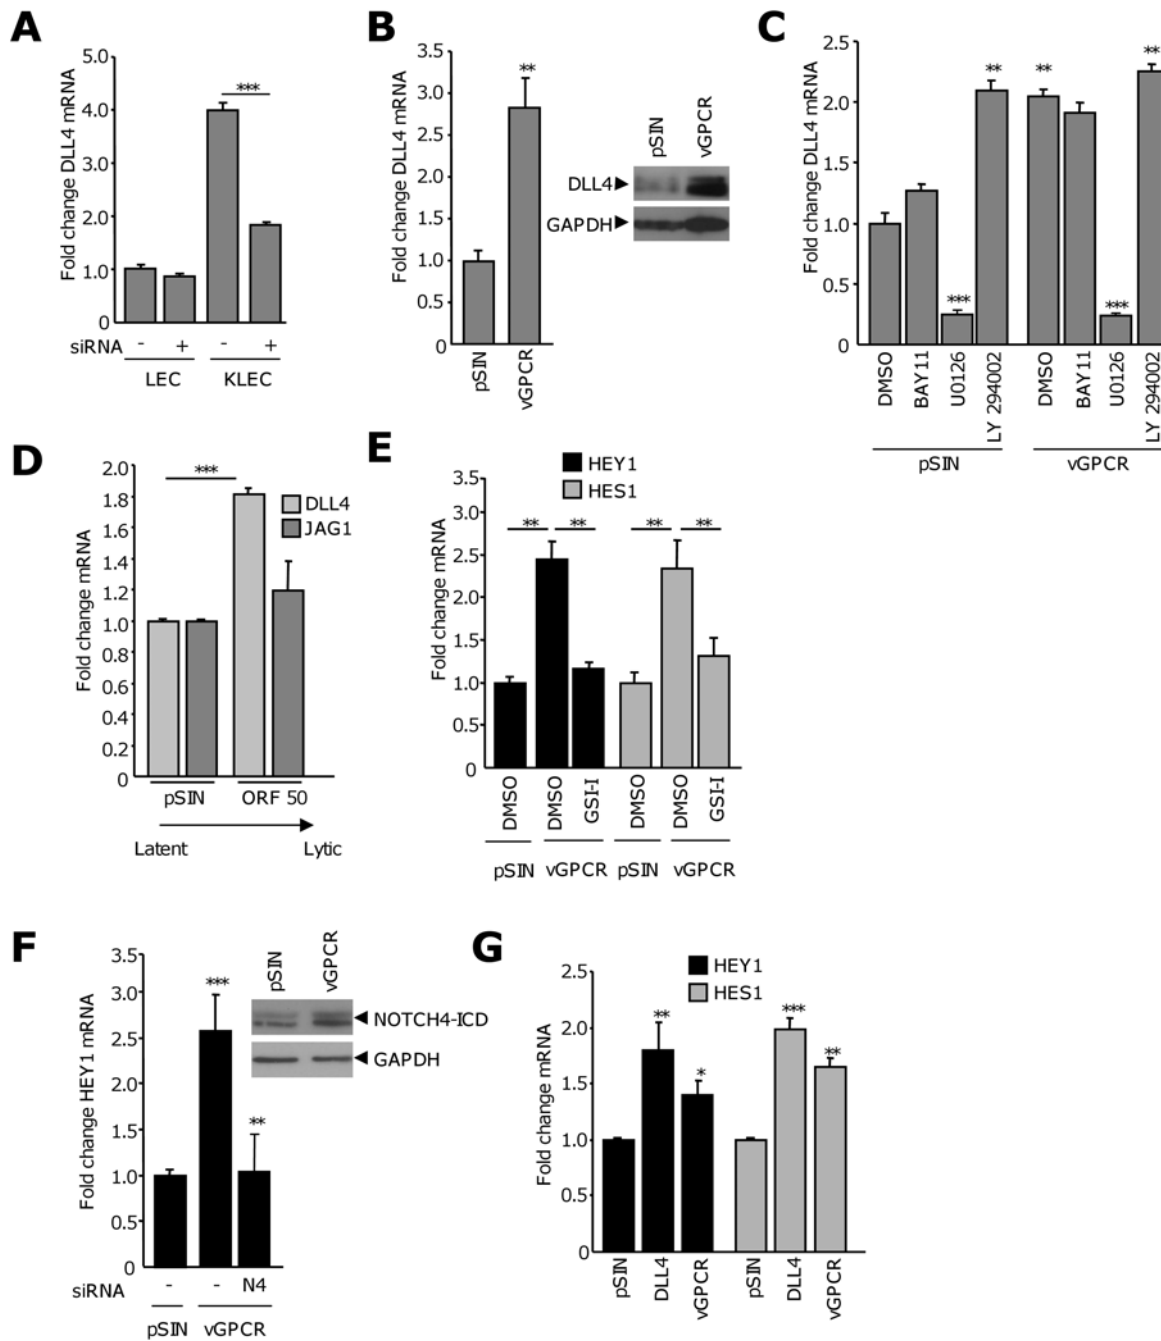 A
Fold change DLL4 mRNA
5.0
4.0
3.0
2.0
1.0
0
***
siRNA - + - +
LEC KLEC
B
Fold change DLL4 mRNA
3.5
3.0
2.5
2.0
1.5
1.0
0.5
0.0
**
pSIN
vGPCR
pSIN
vGPCR
DLL4
GAPDH
C
Fold change DLL4 mRNA
2.5
2.0
1.5
1.0
0.5
0
***
**
**
***
**
DMSO
BAY11
U0126
LY 294002
DMSO
BAY11
U0126
LY 294002
pSIN vGPCR
D
Fold change mRNA
2.0
1.8
1.6
1.4
1.2
1.0
0.8
0.6
0.4
0.2
0
***
DLL4
JAG1
pSIN ORF 50
Latent Lytic
E
HEY1
HES1
Fold change mRNA
3.5
3.0
2.5
2.0
1.5
1.0
0.5
0
** ** ** **
DMSO
DMSO
GSI-I
DMSO
DMSO
GSI-I
pSIN vGPCR pSIN vGPCR
F
Fold change HEY1 mRNA
3.5
3.0
2.5
2.0
1.5
1.0
0.5
0
***
**
siRNA - - N4
pSIN vGPCR
pSIN
vGPCR
NOTCH4-ICD
GAPDH
G
HEY1
HES1
Fold change mRNA
2.5
2.0
1.5
1.0
0.5
0
**
*
***
**
pSIN
DLL4
vGPCR
pSIN
DLL4
vGPCR